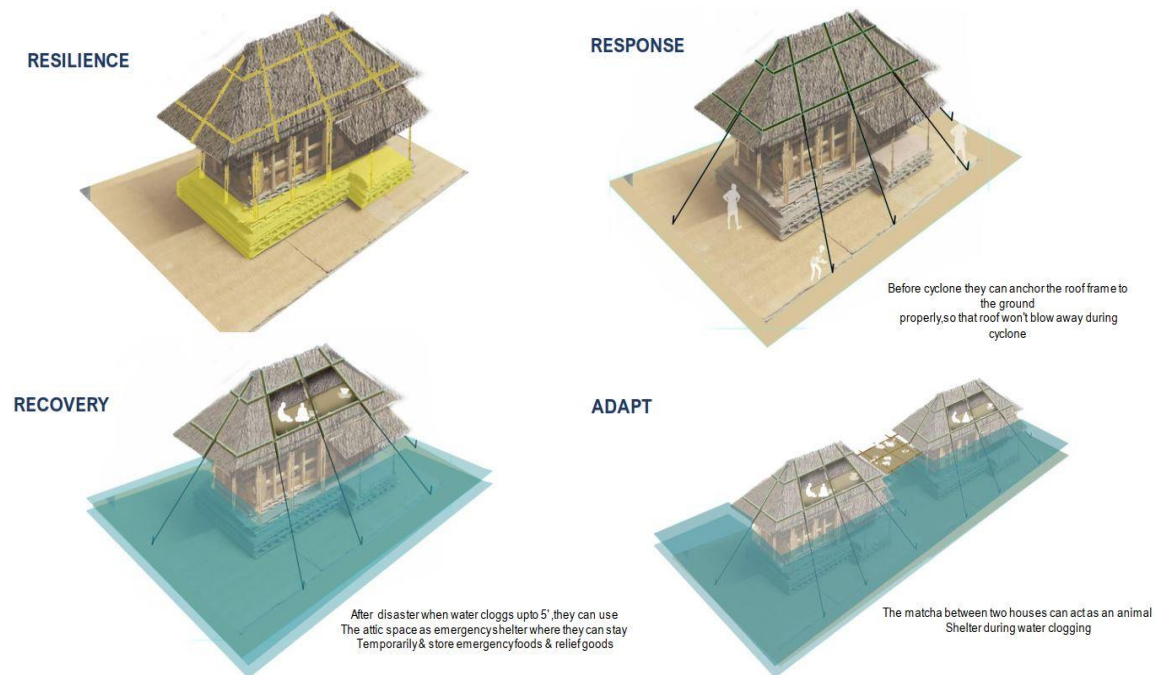 RESILIENCE
RESPONSE
Before cyclone they can anchor the roof frame to
the ground
properly,so that roof won't blow away during
cyclone
RECOVERY
After disaster when water cloggs upto 5',they can use
The attic space as emergency shelter where they can stay
Temporarily & store emergency foods & relief goods
ADAPT
The matcha between two houses can act as an animal
Shelter during water clogging